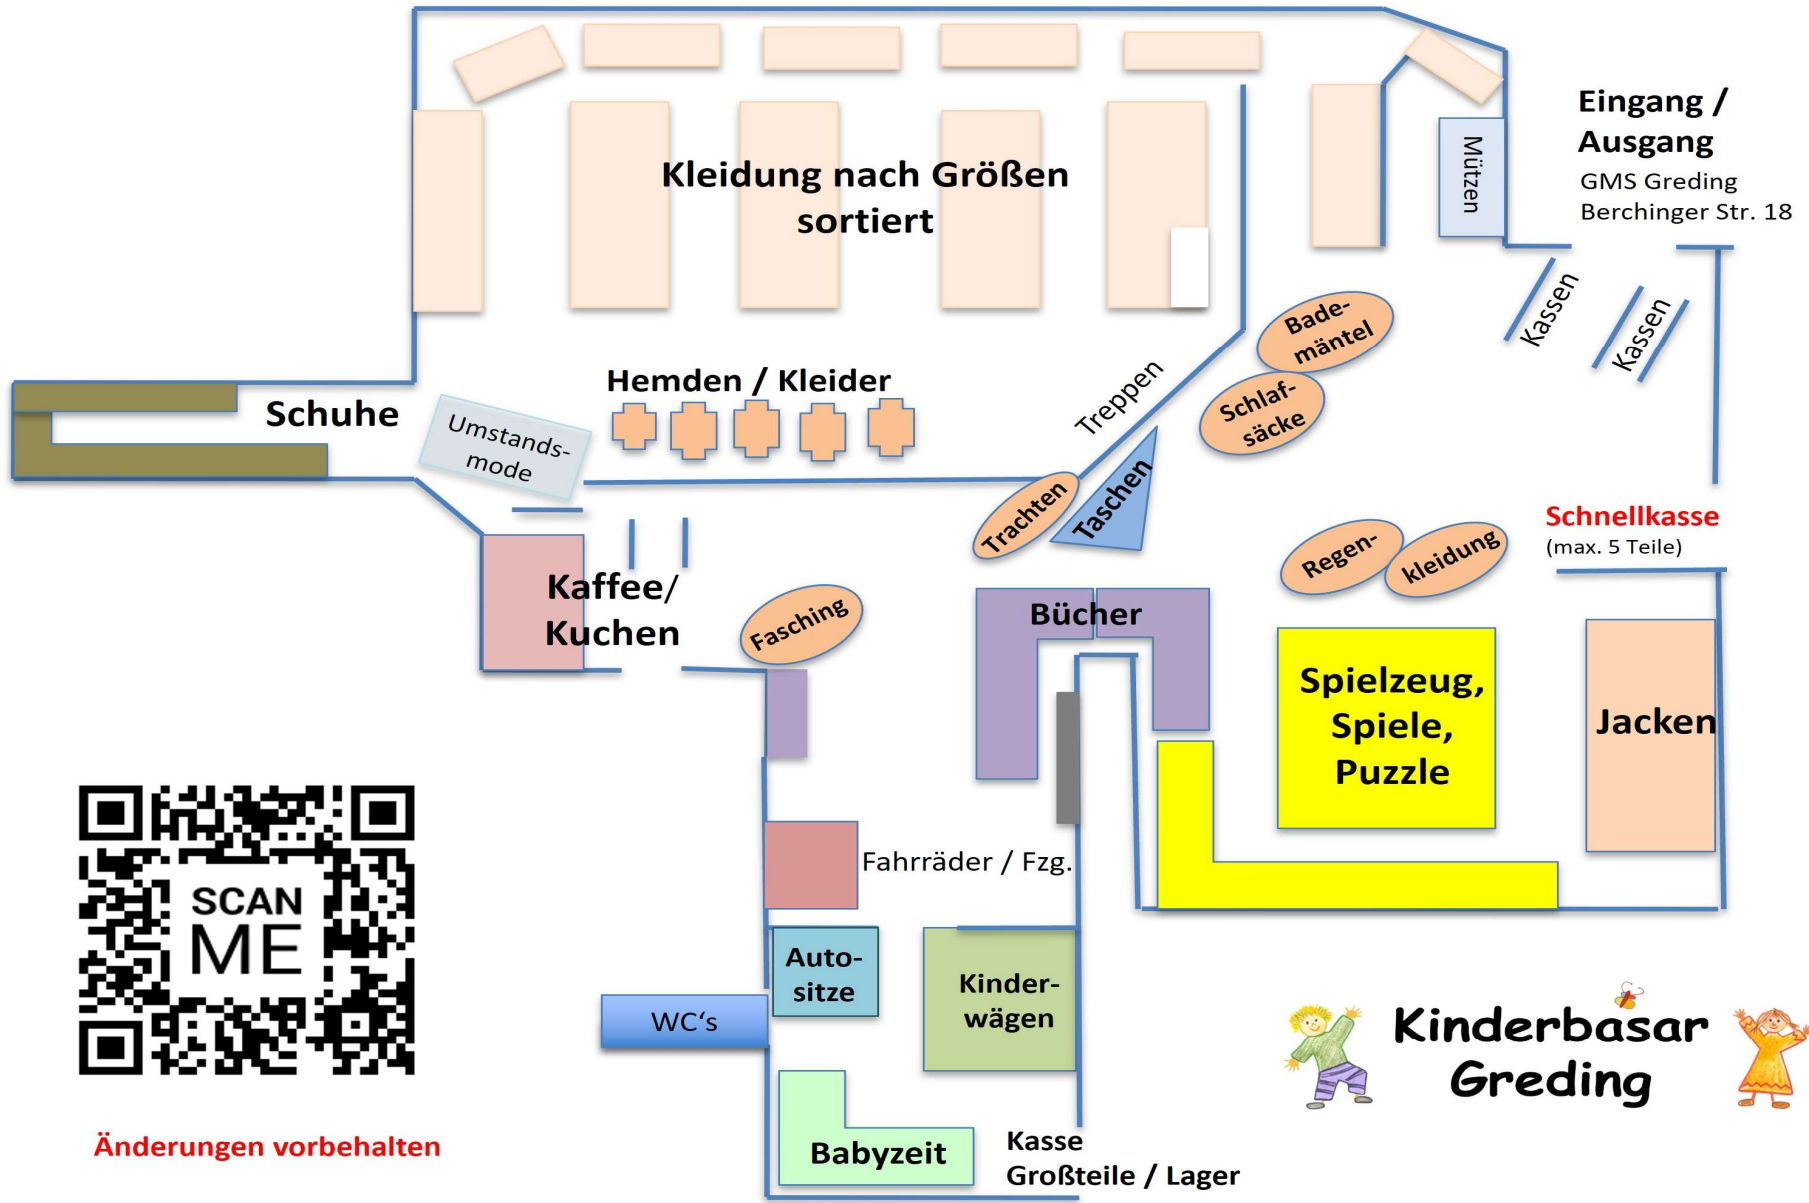 Eingang /
Ausgang
GMS Greding
Berchinger Str. 18
Mützen
Kleidung nach Größen
sortiert
Kassen
Kassen
Bade-
mäntel
Schlaf-
säcke
Treppen
Hemden / Kleider
Schuhe
Umstands-
mode
Trachten
Taschen
Schnellkasse
(max. 5 Teile)
Regen-
kleidung
Kaffee/
Kuchen
Fasching
Bücher
Spielzeug,
Spiele,
Puzzle
Jacken
Fahrräder / Fzg.
SCAN
ME
Auto-
sitze
Kinder-
wägen
WC‘s
Kinderbasar
Greding
Änderungen vorbehalten
Babyzeit
Kasse
Großteile / Lager